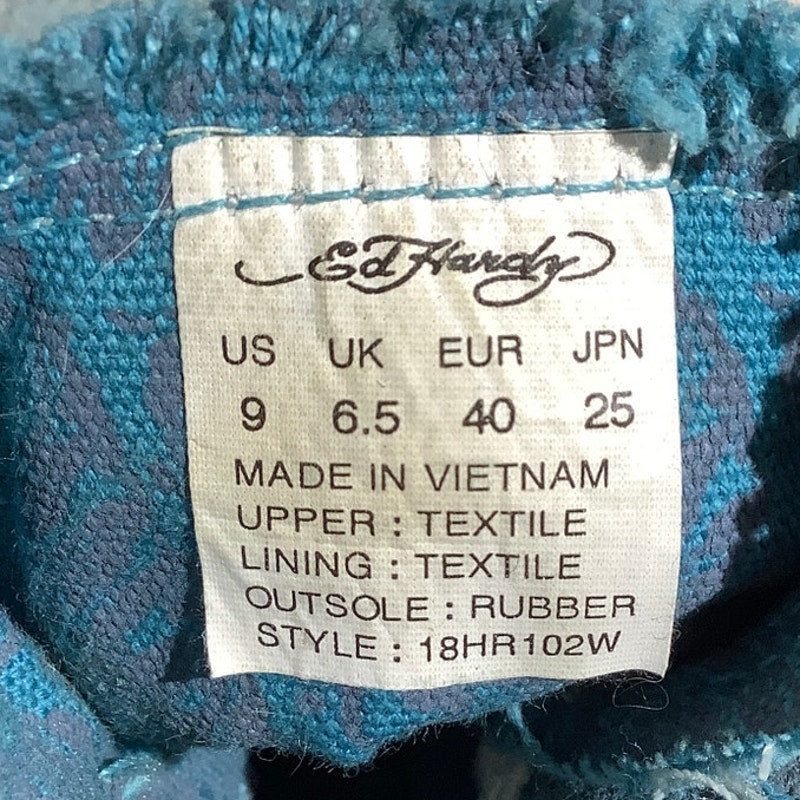 Ed Hardy
US UK EUR JPN
9 6.5 40 25
MADE IN VIETNAM
UPPER : TEXTILE
LINING : TEXTILE
OUTSOLE : RUBBER
STYLE : 18HR102W